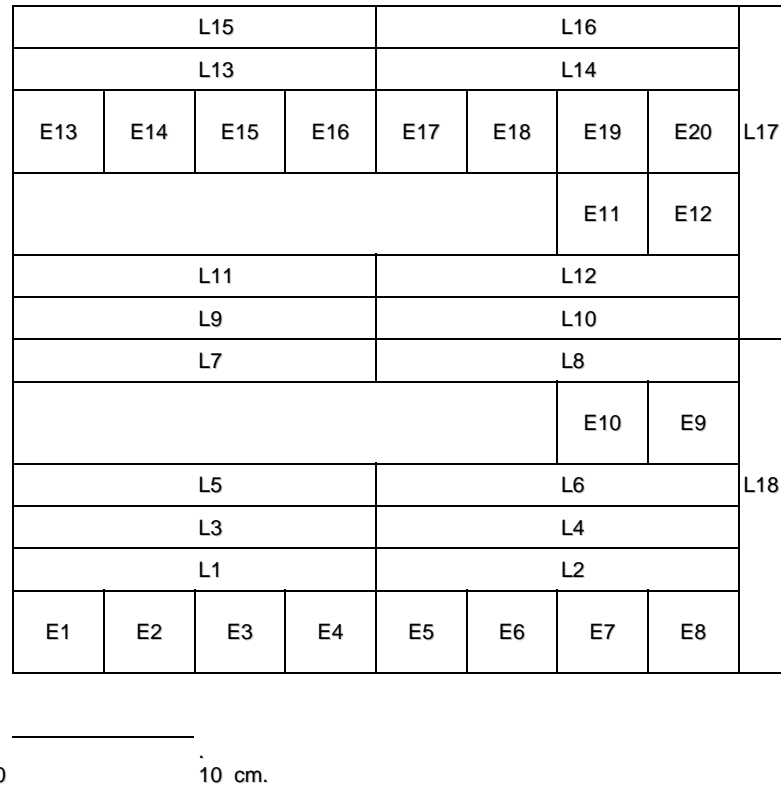 L15 L16
L13 L14
E13 E14 E15 E16 E17 E18 E19 E20 L17
E11 E12
L11 L12
L9 L10
L7 L8
E10 E9
L5 L6 L18
L3 L4
L1 L2
E1 E2 E3 E4 E5 E6 E7 E8
.
0 10 cm.